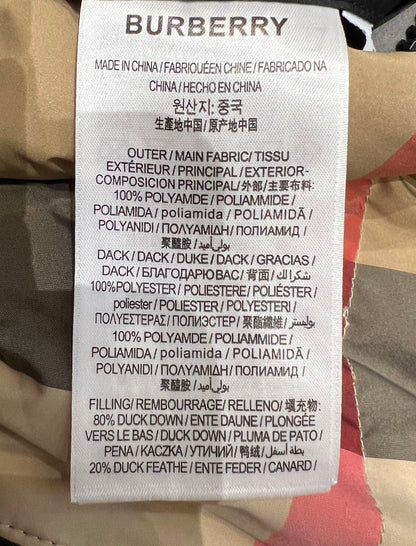 BURBERRY
MADE IN CHINA / FABRIQUÉEN CHINE / FABRICADO NA
CHINA / HECHO EN CHINA
원산지: 중국
生產地中国 / 原产地中国
OUTER / MAIN FABRIC / TISSU
EXTÉRIEUR / PRINCIPAL / EXTERIOR-
COMPOSICION PRINCIPAL / 外部 / 主要布料:
100% POLYAMDE / POLIAMMIDE /
POLIAMIDA / poliamida / POLIAMIDĂ /
POLYANIDI / ΠΟΛΥΑΜΙΔΗ / ПОЛИАМИД /
聚醯胺 / بولي أميد /
DACK / DACK / DUKE / DACK / GRACIAS /
DACK / БЛАГОДАРЮ ВАС / 背面 / شكرا لك /
100%POLYESTER / POLIESTERE / POLIÉSTER /
poliester / POLIESTER / POLYESTERI /
ΠΟΛΥΕΣΤΕΡΑΣ / ПОЛИЭСТЕР / 聚酯纖維 / بوليستر /
100% POLYAMIDE / POLIAMMIDE /
POLIAMIDA / poliamida / POLIAMIDĂ /
POLYANIDI / ΠΟΛΥΑΜΙΔΗ / ПОЛИАМИД /
聚醯胺 / بولي أميد /
FILLING / REMBOURRAGE / RELLENO / 填充物:
80% DUCK DOWN / ENTE DAUNE / PLONGÉE
VERS LE BAS / DUCK DOWN / PLUMA DE PATO /
PENA / KACZKA / УТИЧИЙ / 鸭绒 / بطة أسفل /
20% DUCK FEATHE / ENTE FEDER / CANARD /